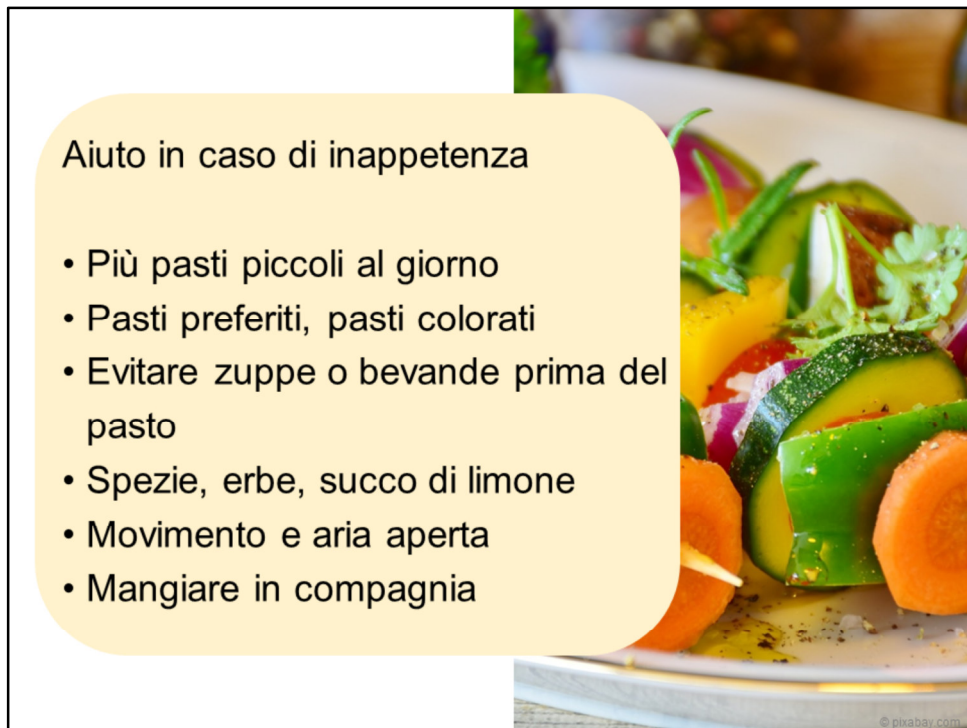 Aiuto in caso di inappetenza
• Più pasti piccoli al giorno
• Pasti preferiti, pasti colorati
• Evitare zuppe o bevande prima del
pasto
• Spezie, erbe, succo di limone
• Movimento e aria aperta
• Mangiare in compagnia
© pixabay.com